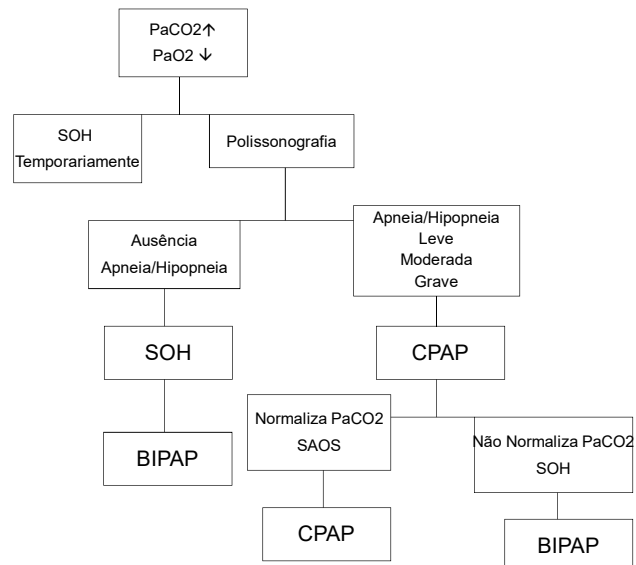 PaCO2↑
PaO2 ↓
SOH
Temporariamente
Polissonografia
Ausência
Apneia/Hipopneia
Apneia/Hipopneia
Leve
Moderada
Grave
SOH
CPAP
BIPAP
Normaliza PaCO2
SAOS
Não Normaliza PaCO2
SOH
CPAP
BIPAP